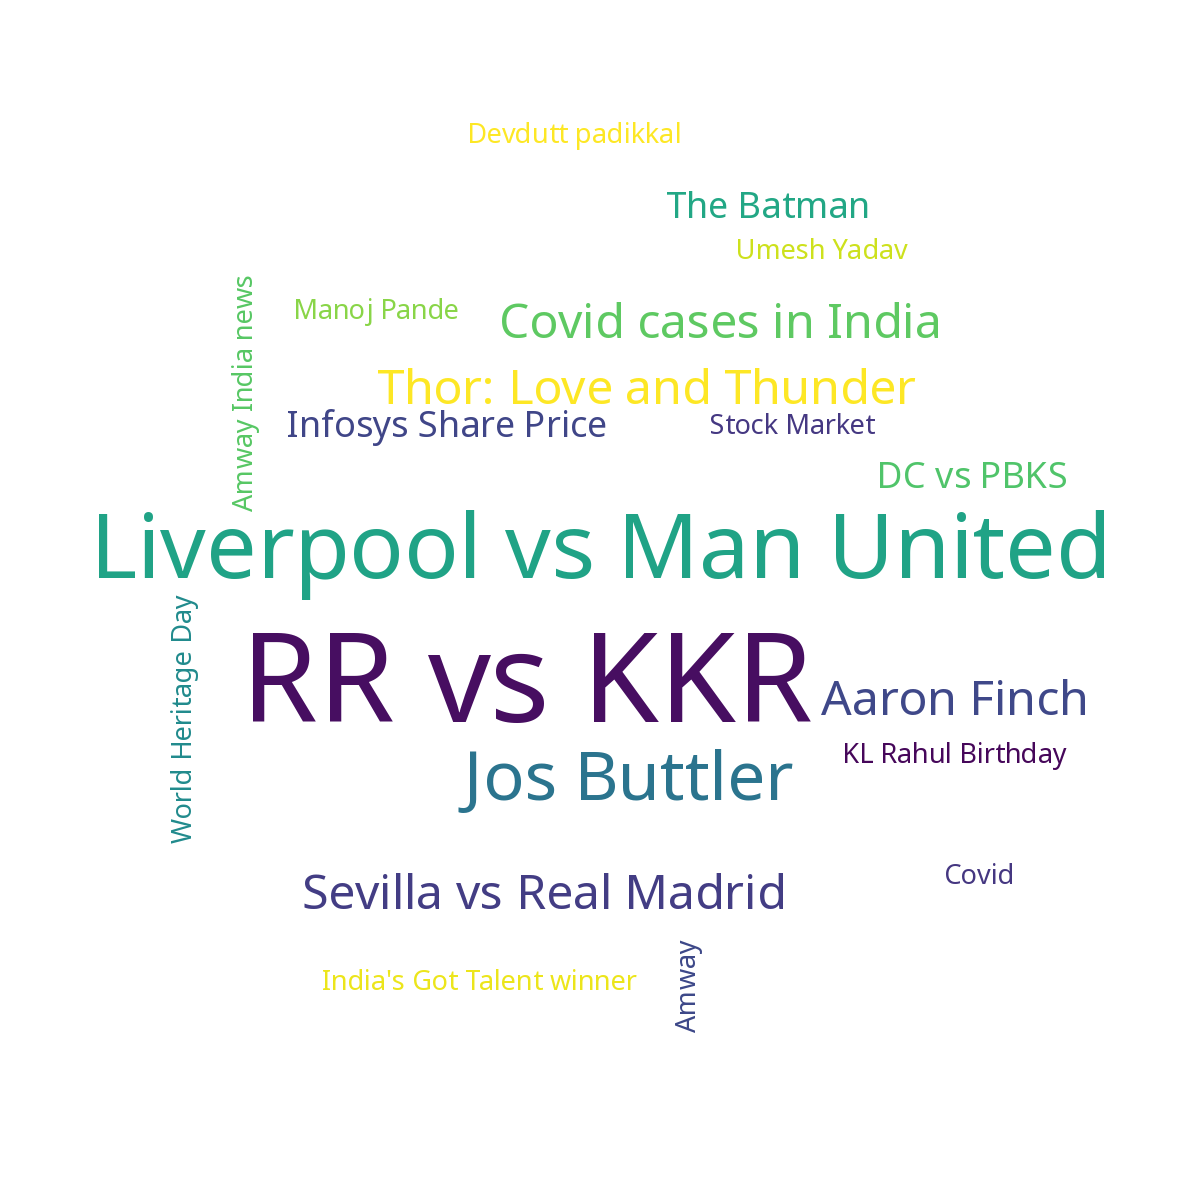 Devdutt padikkal
The Batman
Umesh Yadav
Amway India news
Manoj Pande
Covid cases in India
Thor: Love and Thunder
Infosys Share Price
Stock Market
DC vs PBKS
Liverpool vs Man United
World Heritage Day
RR vs KKR
Aaron Finch
KL Rahul Birthday
Jos Buttler
Sevilla vs Real Madrid
Covid
India's Got Talent winner
Amway